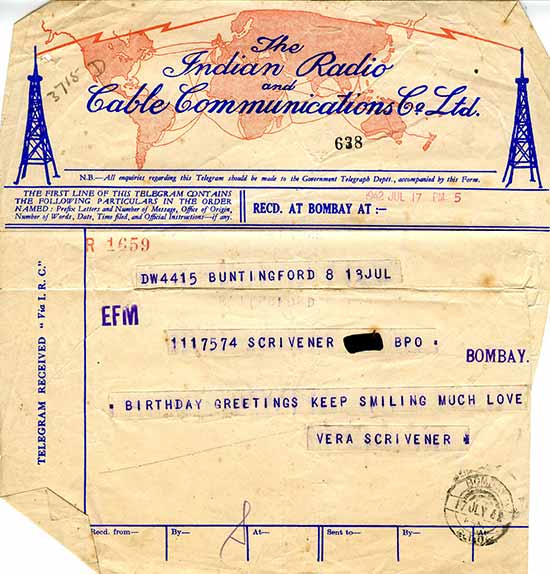 The
Indian Radio
and
Cable Communications Co. Ltd.
3715 D
638
N.B.—All enquiries regarding this Telegram should be made to the Government Telegraph Deptt., accompanied by this Form.
THE FIRST LINE OF THIS TELEGRAM CONTAINS
THE FOLLOWING PARTICULARS IN THE ORDER
NAMED: Prefix Letters and Number of Message, Office of Origin,
Number of Words, Date, Time filed, and Official Instructions—if any.
RECD. AT BOMBAY AT :-
1942 JUL 17 PM 5
TELEGRAM RECEIVED "Via I. R. C."
R 1659
DW4415 BUNTINGFORD 8 13JUL
EFM
1117574 SCRIVENER BPO
BOMBAY.
BIRTHDAY GREETINGS KEEP SMILING MUCH LOVE
VERA SCRIVENER
17 JLY 42
Recd. from— By— At— Sent to— By—